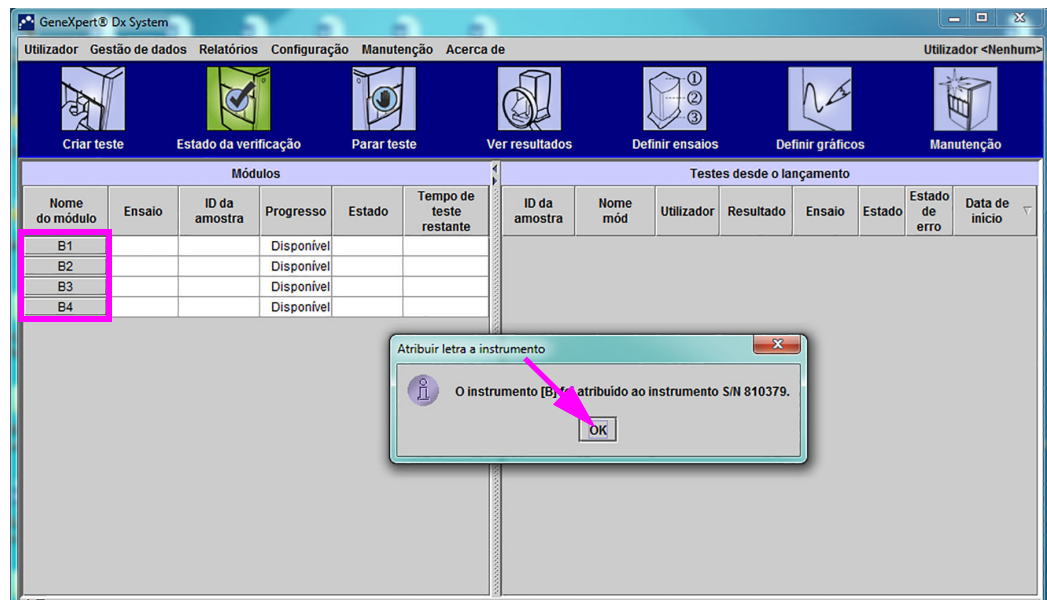 GeneXpert® Dx System
Utilizador Gestão de dados Relatórios Configuração Manutenção Acerca de Utilizador <Nenhum>
1
2
3
Criar teste Estado da verificação Parar teste Ver resultados Definir ensaios Definir gráficos Manutenção
Módulos
Nome do módulo Ensaio ID da amostra Progresso Estado Tempo de teste restante
B1 Disponível
B2 Disponível
B3 Disponível
B4 Disponível
Testes desde o lançamento
ID da amostra Nome mód Utilizador Resultado Ensaio Estado Estado de erro Data de início
Atribuir letra a instrumento
O instrumento [B] foi atribuído ao instrumento S/N 810379.
OK